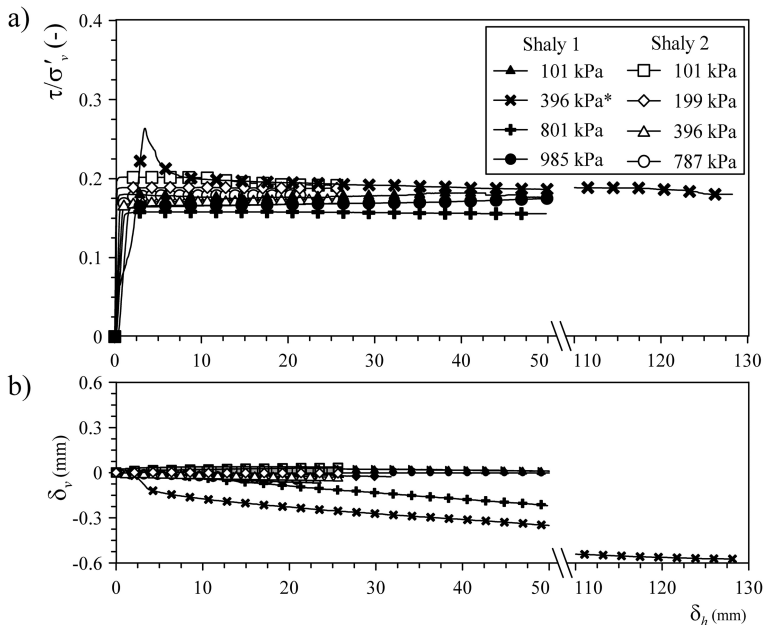 a)
τ/σ'v (-)
0.4
0.3
0.2
0.1
0
Shaly 1 Shaly 2
101 kPa 101 kPa
396 kPa* 199 kPa
801 kPa 396 kPa
985 kPa 787 kPa
0 10 20 30 40 50 110 120 130
b)
δv (mm)
0.6
0.3
0
-0.3
-0.6
0 10 20 30 40 50 110 120 130
δh (mm)